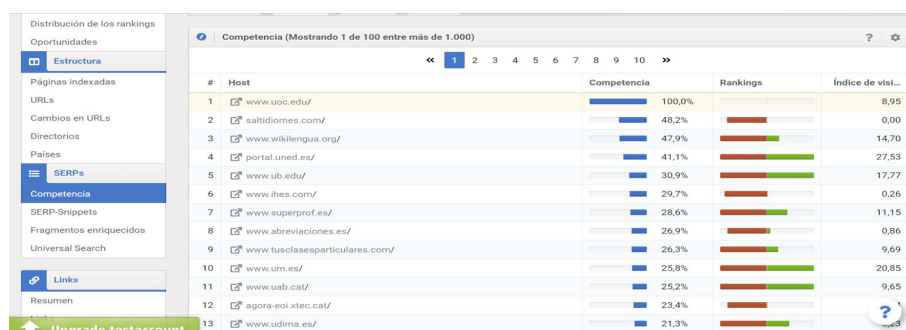 Distribución de los rankings
Oportunidades
Estructura
Páginas indexadas
URLs
Cambios en URLs
Directorios
Países
SERPs
Competencia
SERP-Snippets
Fragmentos enriquecidos
Universal Search
Links
Resumen
Upgrade testaccount
Competencia (Mostrando 1 de 100 entre más de 1.000) ?
« 1 2 3 4 5 6 7 8 9 10 »
# Host Competencia Rankings Índice de visi...
1 www.uoc.edu/ 100,0% 8,95
2 saltidiomes.com/ 48,2% 0,00
3 www.wikilengua.org/ 47,9% 14,70
4 portal.uned.es/ 41,1% 27,53
5 www.ub.edu/ 30,9% 17,77
6 www.ihes.com/ 29,7% 0,26
7 www.superprof.es/ 28,6% 11,15
8 www.abreviaciones.es/ 26,9% 0,86
9 www.tusclasesparticulares.com/ 26,3% 9,69
10 www.um.es/ 25,8% 20,85
11 www.uab.cat/ 25,2% 9,65
12 agora-eoi.xtec.cat/ 23,4%
13 www.udima.es/ 21,3%
?